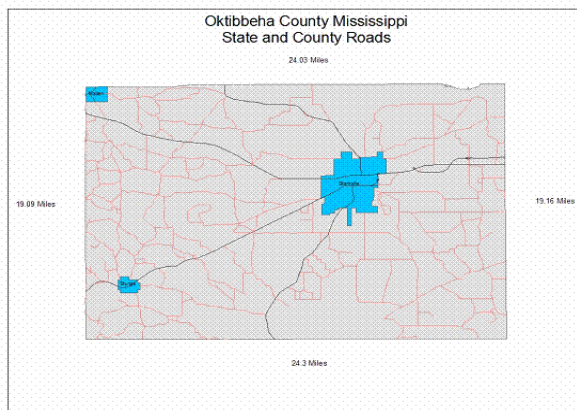 Oktibbeha County Mississippi
State and County Roads
24.03 Miles
Starkville
19.09 Miles
19.16 Miles
24.3 Miles